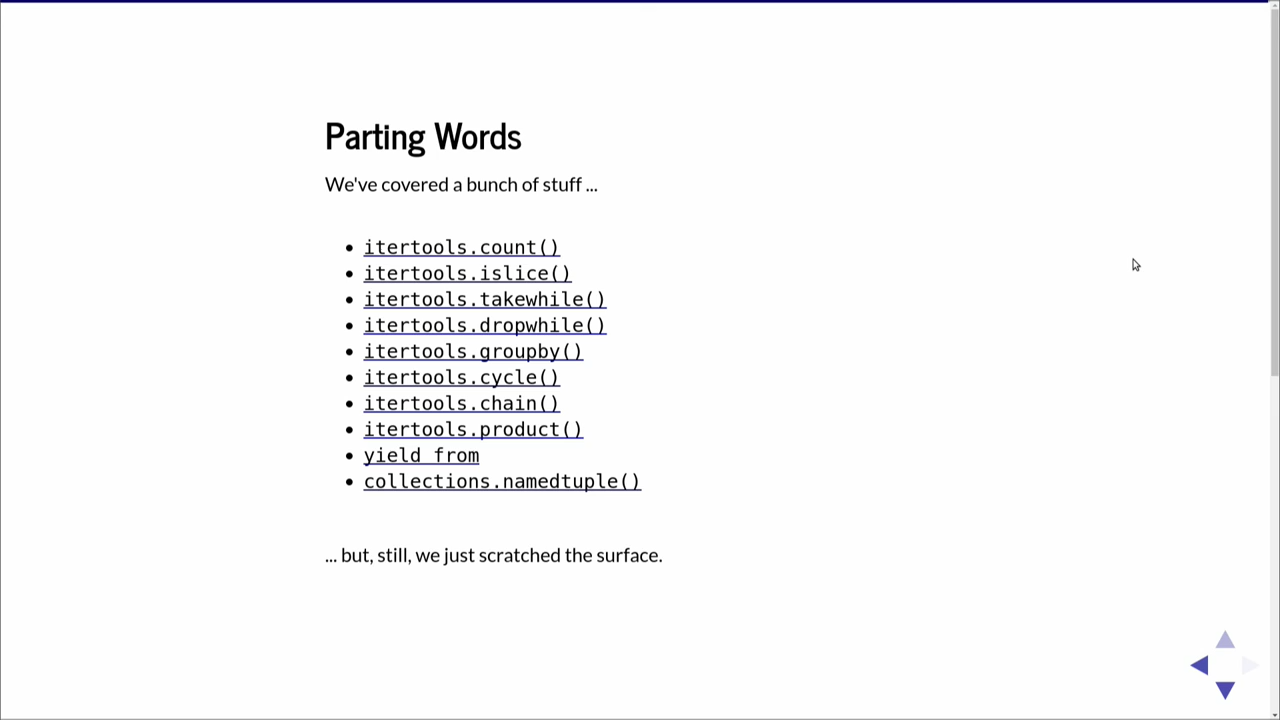 Parting Words
We've covered a bunch of stuff ...
itertools.count()
itertools.islice()
itertools.takewhile()
itertools.dropwhile()
itertools.groupby()
itertools.cycle()
itertools.chain()
itertools.product()
yield from
collections.namedtuple()
... but, still, we just scratched the surface.